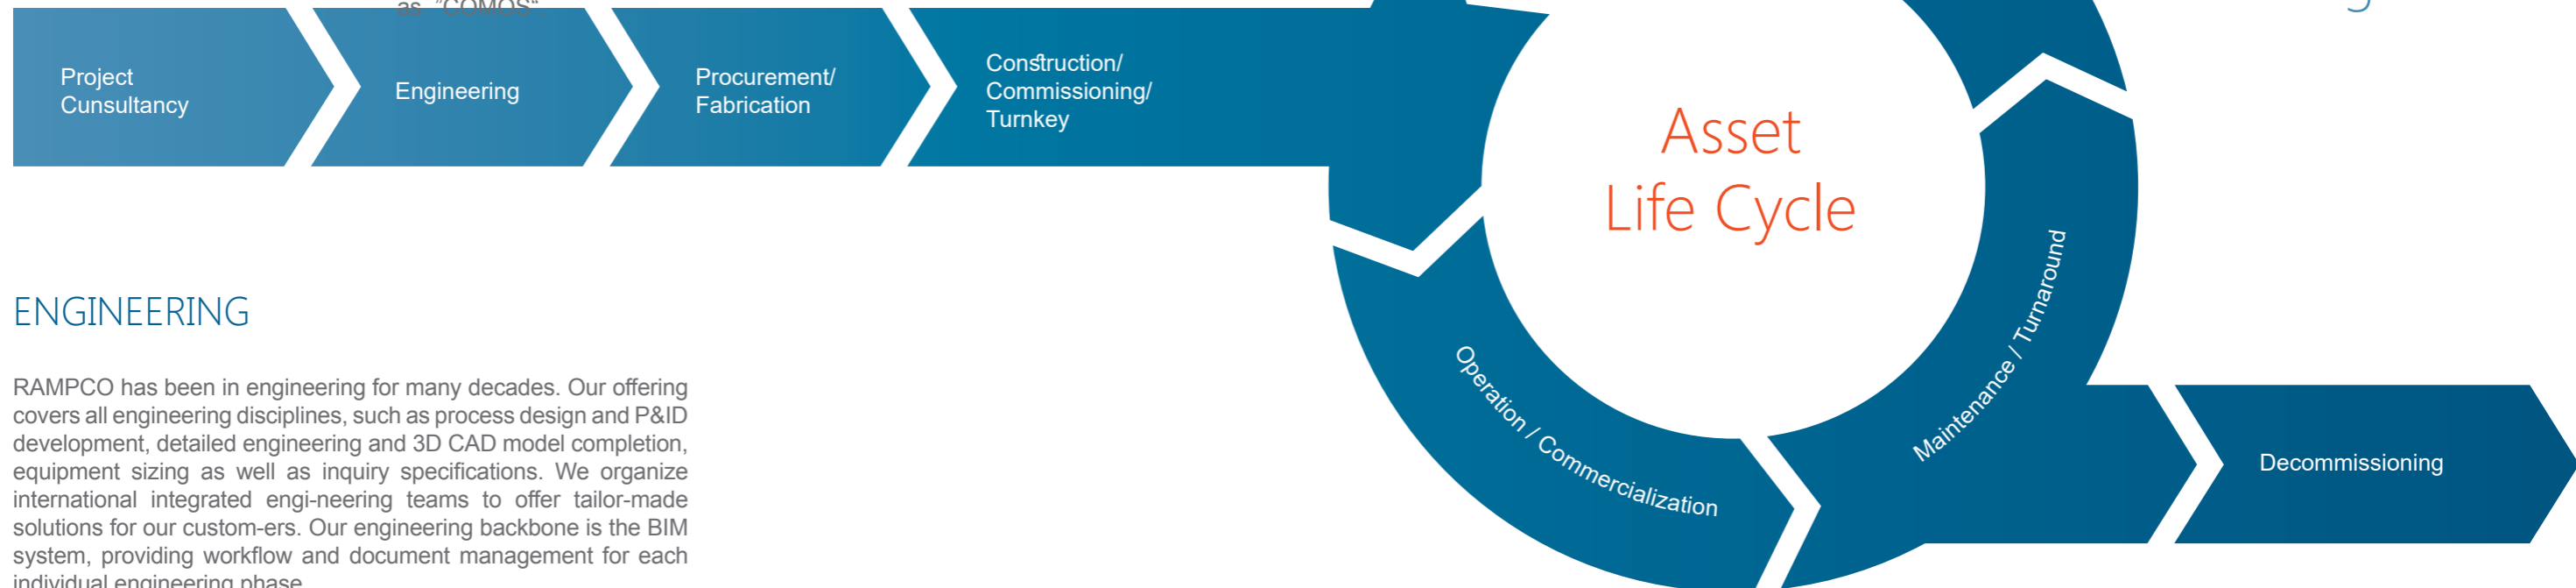 as "COMOS".
Project
Cunsultancy
Engineering
Procurement/
Fabrication
Construction/
Commissioning/
Turnkey
Asset
Life Cycle
Operation / Commercialization
Maintenance / Turnaround
Decommissioning
ENGINEERING
RAMPCO has been in engineering for many decades. Our offering
covers all engineering disciplines, such as process design and P&ID
development, detailed engineering and 3D CAD model completion,
equipment sizing as well as inquiry specifications. We organize
international integrated engi-neering teams to offer tailor-made
solutions for our custom-ers. Our engineering backbone is the BIM
system, providing workflow and document management for each
individual engineering phase